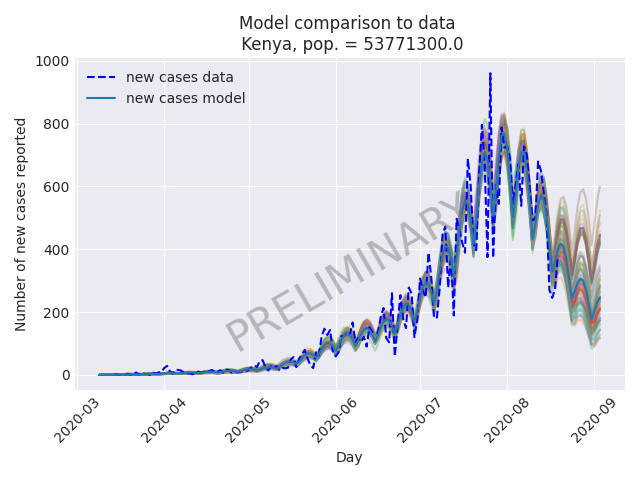 Model comparison to data
Kenya, pop. = 53771300.0
new cases data
new cases model
1000
800
600
400
200
0
Number of new cases reported
PRELIMINARY
2020-03
2020-04
2020-05
2020-06
2020-07
2020-08
2020-09
Day